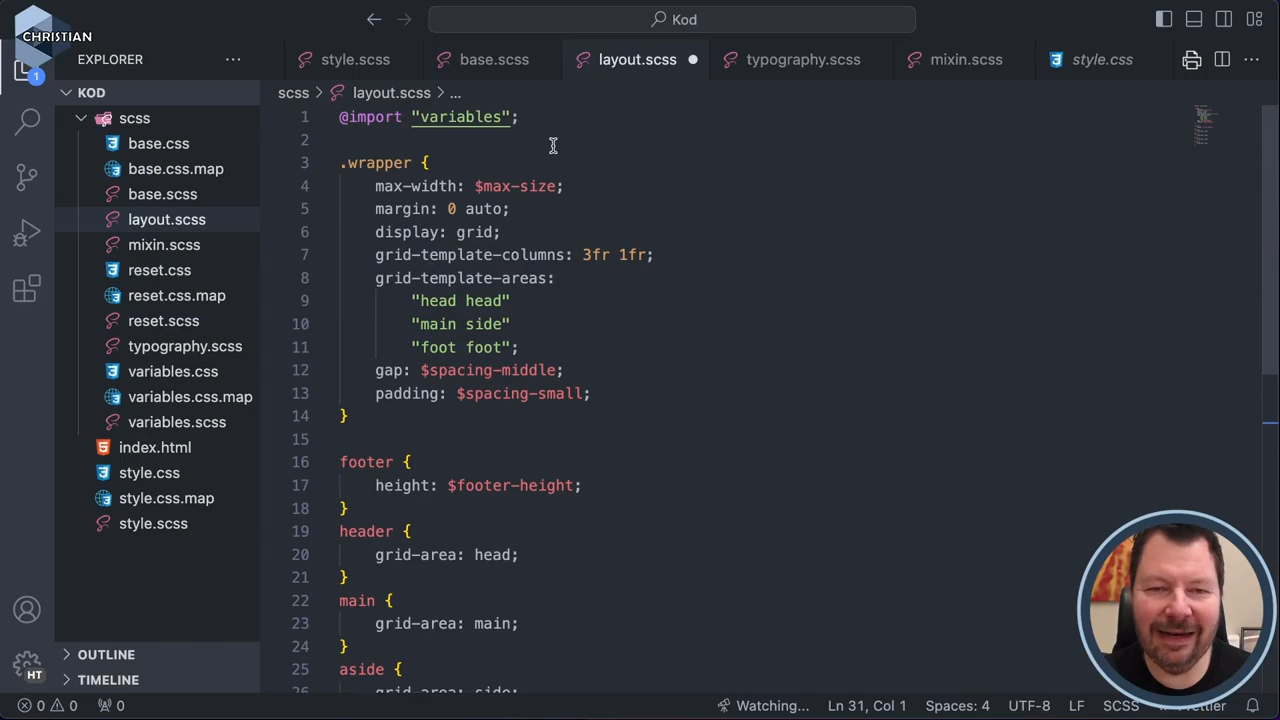 CHRISTIAN
Kod
EXPLORER
style.scss
base.scss
layout.scss
typography.scss
mixin.scss
style.css
1
KOD
scss
layout.scss
...
scss
base.css
base.css.map
base.scss
layout.scss
mixin.scss
reset.css
reset.css.map
reset.scss
typography.scss
variables.css
variables.css.map
variables.scss
index.html
style.css
style.css.map
style.scss
1 @import "variables";
2
3 .wrapper {
4 max-width: $max-size;
5 margin: 0 auto;
6 display: grid;
7 grid-template-columns: 3fr 1fr;
8 grid-template-areas:
9 "head head"
10 "main side"
11 "foot foot";
12 gap: $spacing-middle;
13 padding: $spacing-small;
14 }
15
16 footer {
17 height: $footer-height;
18 }
19 header {
20 grid-area: head;
21 }
22 main {
23 grid-area: main;
24 }
25 aside {
26 grid-area: side;
OUTLINE
TIMELINE
HT
0 0 0 Watching... Ln 31, Col 1 Spaces: 4 UTF-8 LF SCSS Prettier